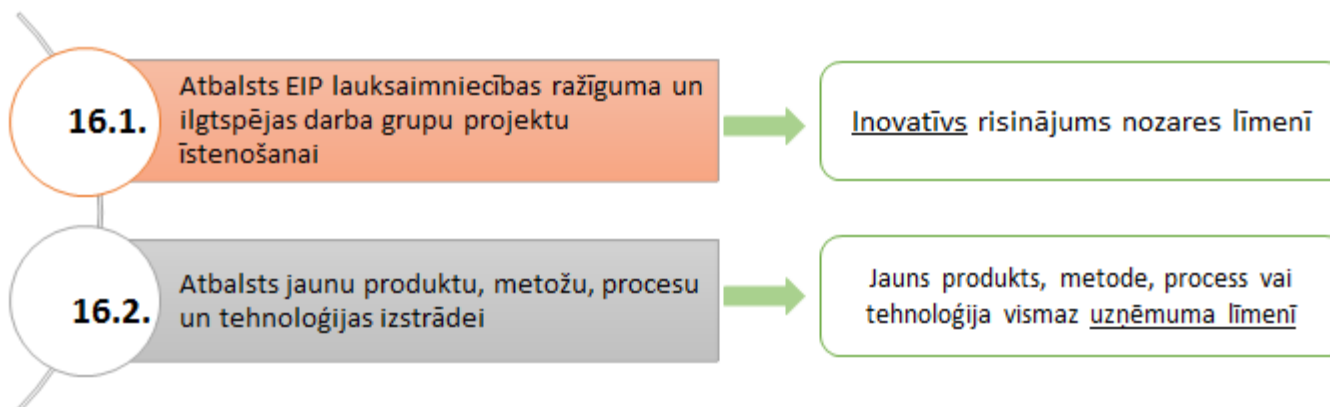 16.1.
Atbalsts EIP lauksaimniecības ražīguma un
ilgtspējas darba grupu projektu
īstenošanai
Inovatīvs risinājums nozares līmenī
16.2.
Atbalsts jaunu produktu, metožu, procesu
un tehnoloģijas izstrādei
Jauns produkts, metode, process vai
tehnoloģija vismaz uzņēmuma līmenī